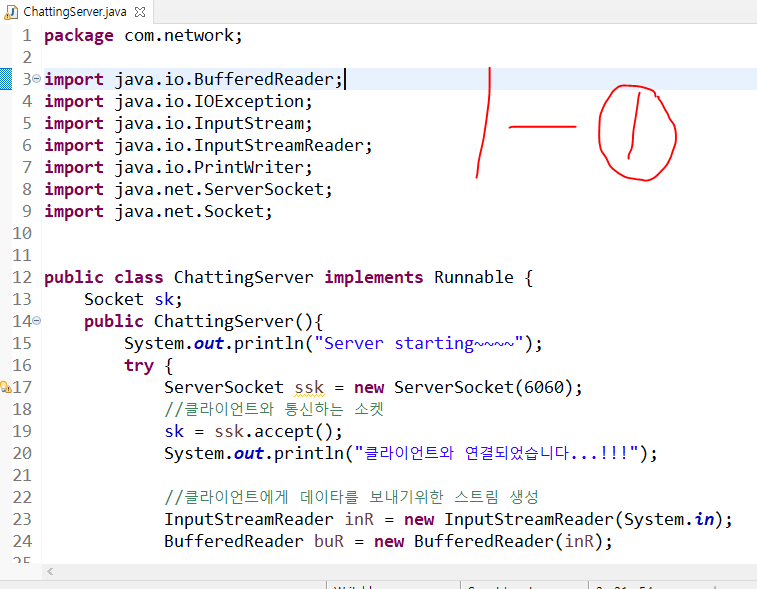 ChattingServer.java
1 package com.network;
2
3 import java.io.BufferedReader;
4 import java.io.IOException;
5 import java.io.InputStream;
6 import java.io.InputStreamReader;
7 import java.io.PrintWriter;
8 import java.net.ServerSocket;
9 import java.net.Socket;
10
11
12 public class ChattingServer implements Runnable {
13 Socket sk;
14 public ChattingServer(){
15 System.out.println("Server starting~~~~");
16 try {
17 ServerSocket ssk = new ServerSocket(6060);
18 //클라이언트와 통신하는 소켓
19 sk = ssk.accept();
20 System.out.println("클라이언트와 연결되었습니다...!!!");
21
22 //클라이언트에게 데이타를 보내기위한 스트림 생성
23 InputStreamReader inR = new InputStreamReader(System.in);
24 BufferedReader buR = new BufferedReader(inR);
1 - ①